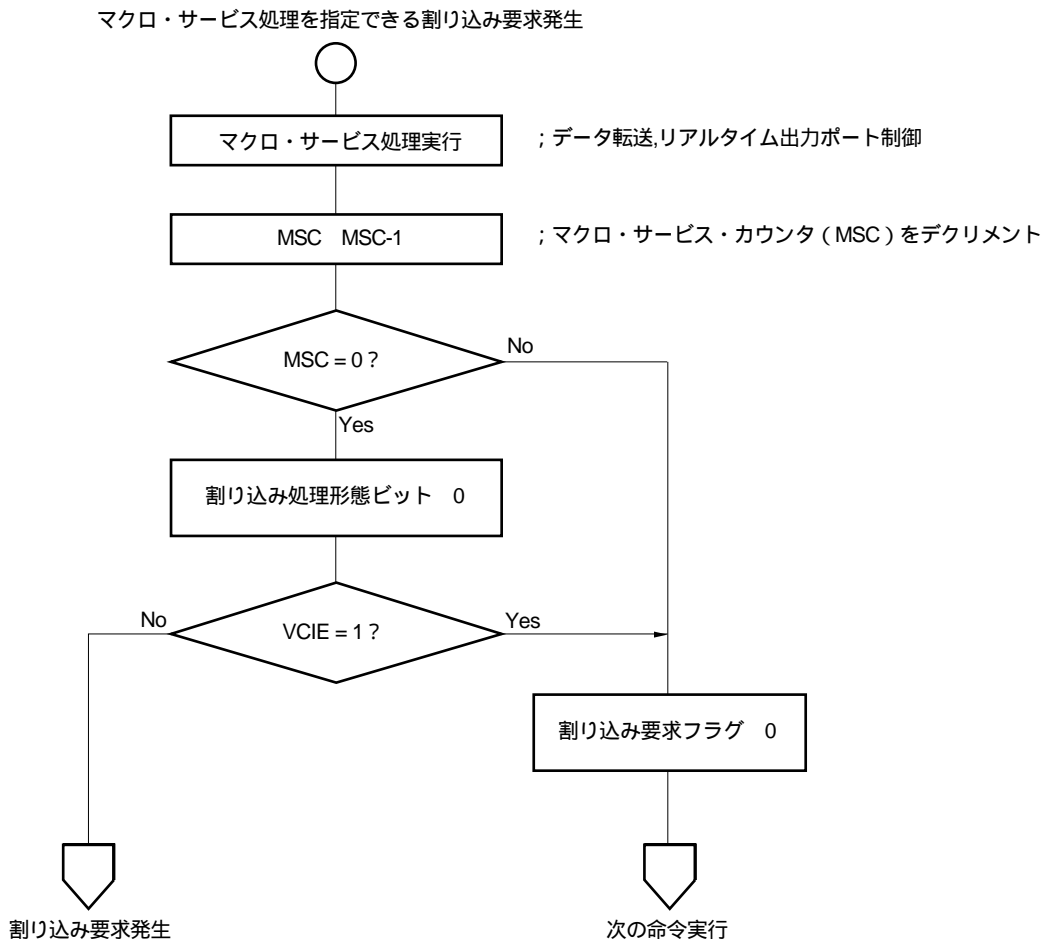 マクロ・サービス処理を指定できる割り込み要求発生
マクロ・サービス処理実行
；データ転送,リアルタイム出力ポート制御
MSC　MSC-1
；マクロ・サービス・カウンタ（MSC）をデクリメント
MSC = 0？
No
Yes
割り込み処理形態ビット　0
No
VCIE = 1？
Yes
割り込み要求フラグ　0
割り込み要求発生
次の命令実行